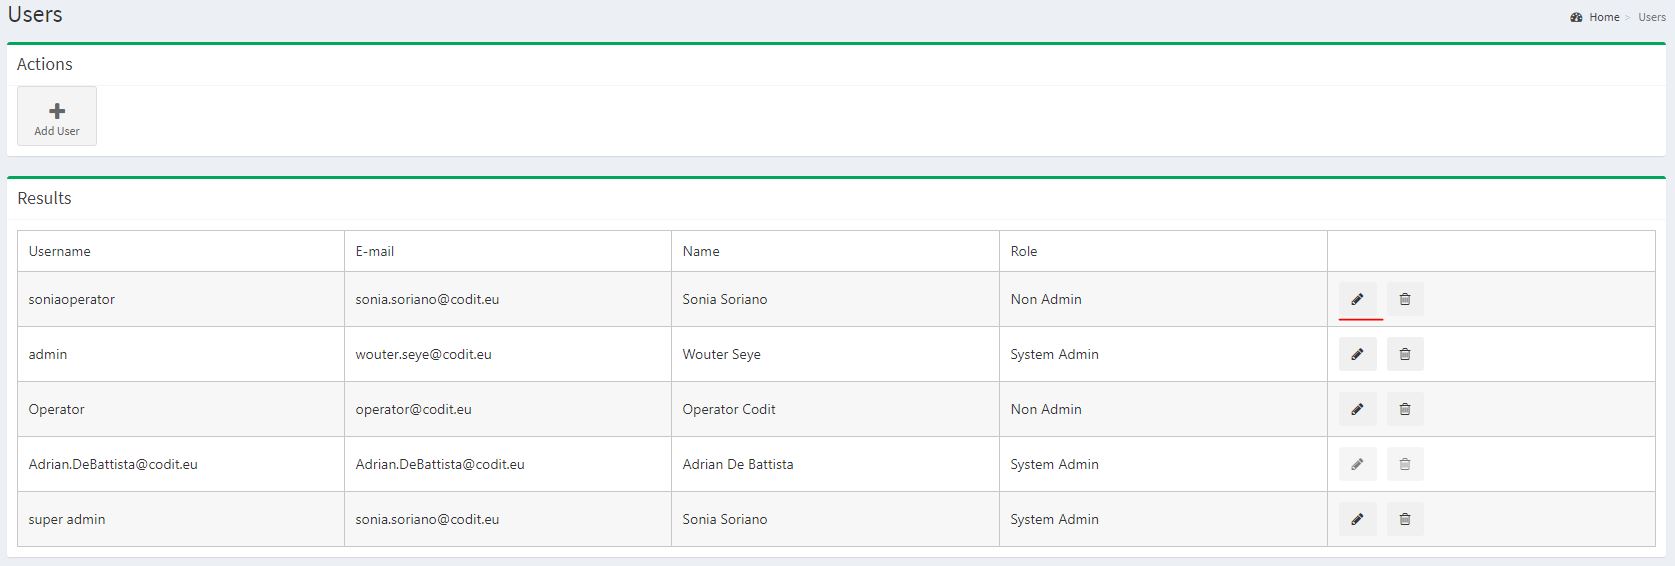 Users
Home > Users
Actions
Add User
Results
Username E-mail Name Role
soniaoperator sonia.soriano@codit.eu Sonia Soriano Non Admin
admin wouter.seye@codit.eu Wouter Seye System Admin
Operator operator@codit.eu Operator Codit Non Admin
Adrian.DeBattista@codit.eu Adrian.DeBattista@codit.eu Adrian De Battista System Admin
super admin sonia.soriano@codit.eu Sonia Soriano System Admin